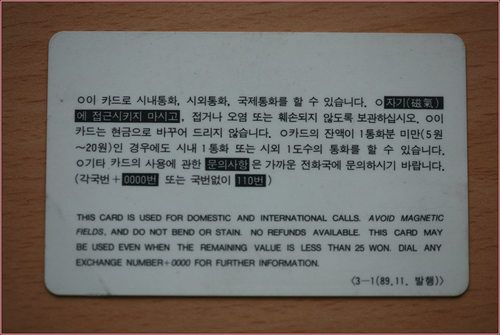 ○이 카드로 시내통화, 시외통화, 국제통화를 할 수 있습니다. ○자기(磁氣)
에 접근시키지 마시고, 접거나 오염 또는 훼손되지 않도록 보관하십시오. ○이
카드는 현금으로 바꾸어 드리지 않습니다. ○카드의 잔액이 1통화분 미만(5원
~20원)인 경우에도 시내 1통화 또는 시외 1도수의 통화를 할 수 있습니다.
○기타 카드의 사용에 관한 문의사항은 가까운 전화국에 문의하시기 바랍니다.
(각국번+0000번 또는 국번없이 110번)
THIS CARD IS USED FOR DOMESTIC AND INTERNATIONAL CALLS. AVOID MAGNETIC
FIELDS, AND DO NOT BEND OR STAIN. NO REFUNDS AVAILABLE. THIS CARD MAY
BE USED EVEN WHEN THE REMAINING VALUE IS LESS THAN 25 WON. DIAL ANY
EXCHANGE NUMBER+0000 FOR FURTHER INFORMATION.
〈3-1(89.11. 발행)〉